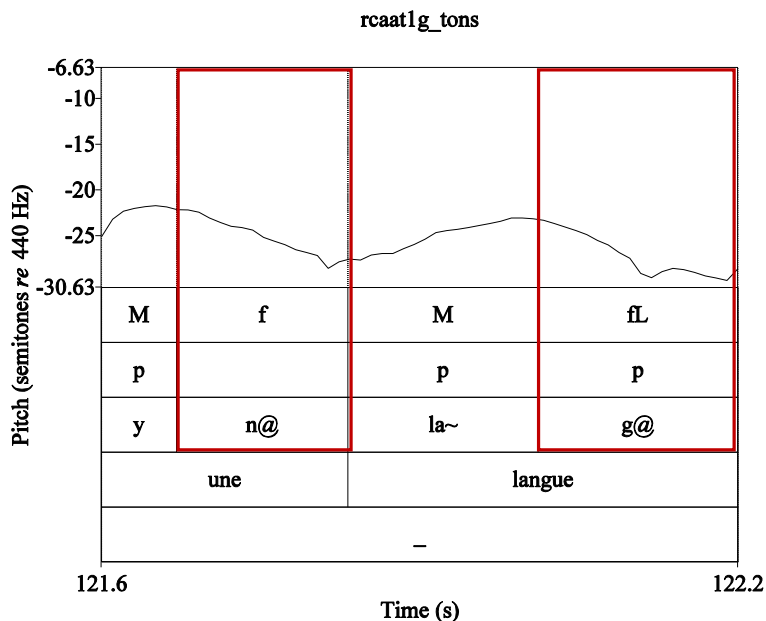 rcaat1g_tons
-6.63
-10
-15
-20
-25
-30.63
Pitch (semitones re 440 Hz)
M f M fL
p p p
y n@ la~ g@
une langue
_
121.6 122.2
Time (s)